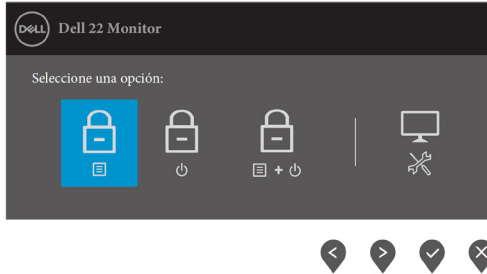 DELL Dell 22 Monitor
Seleccione una opción:
+